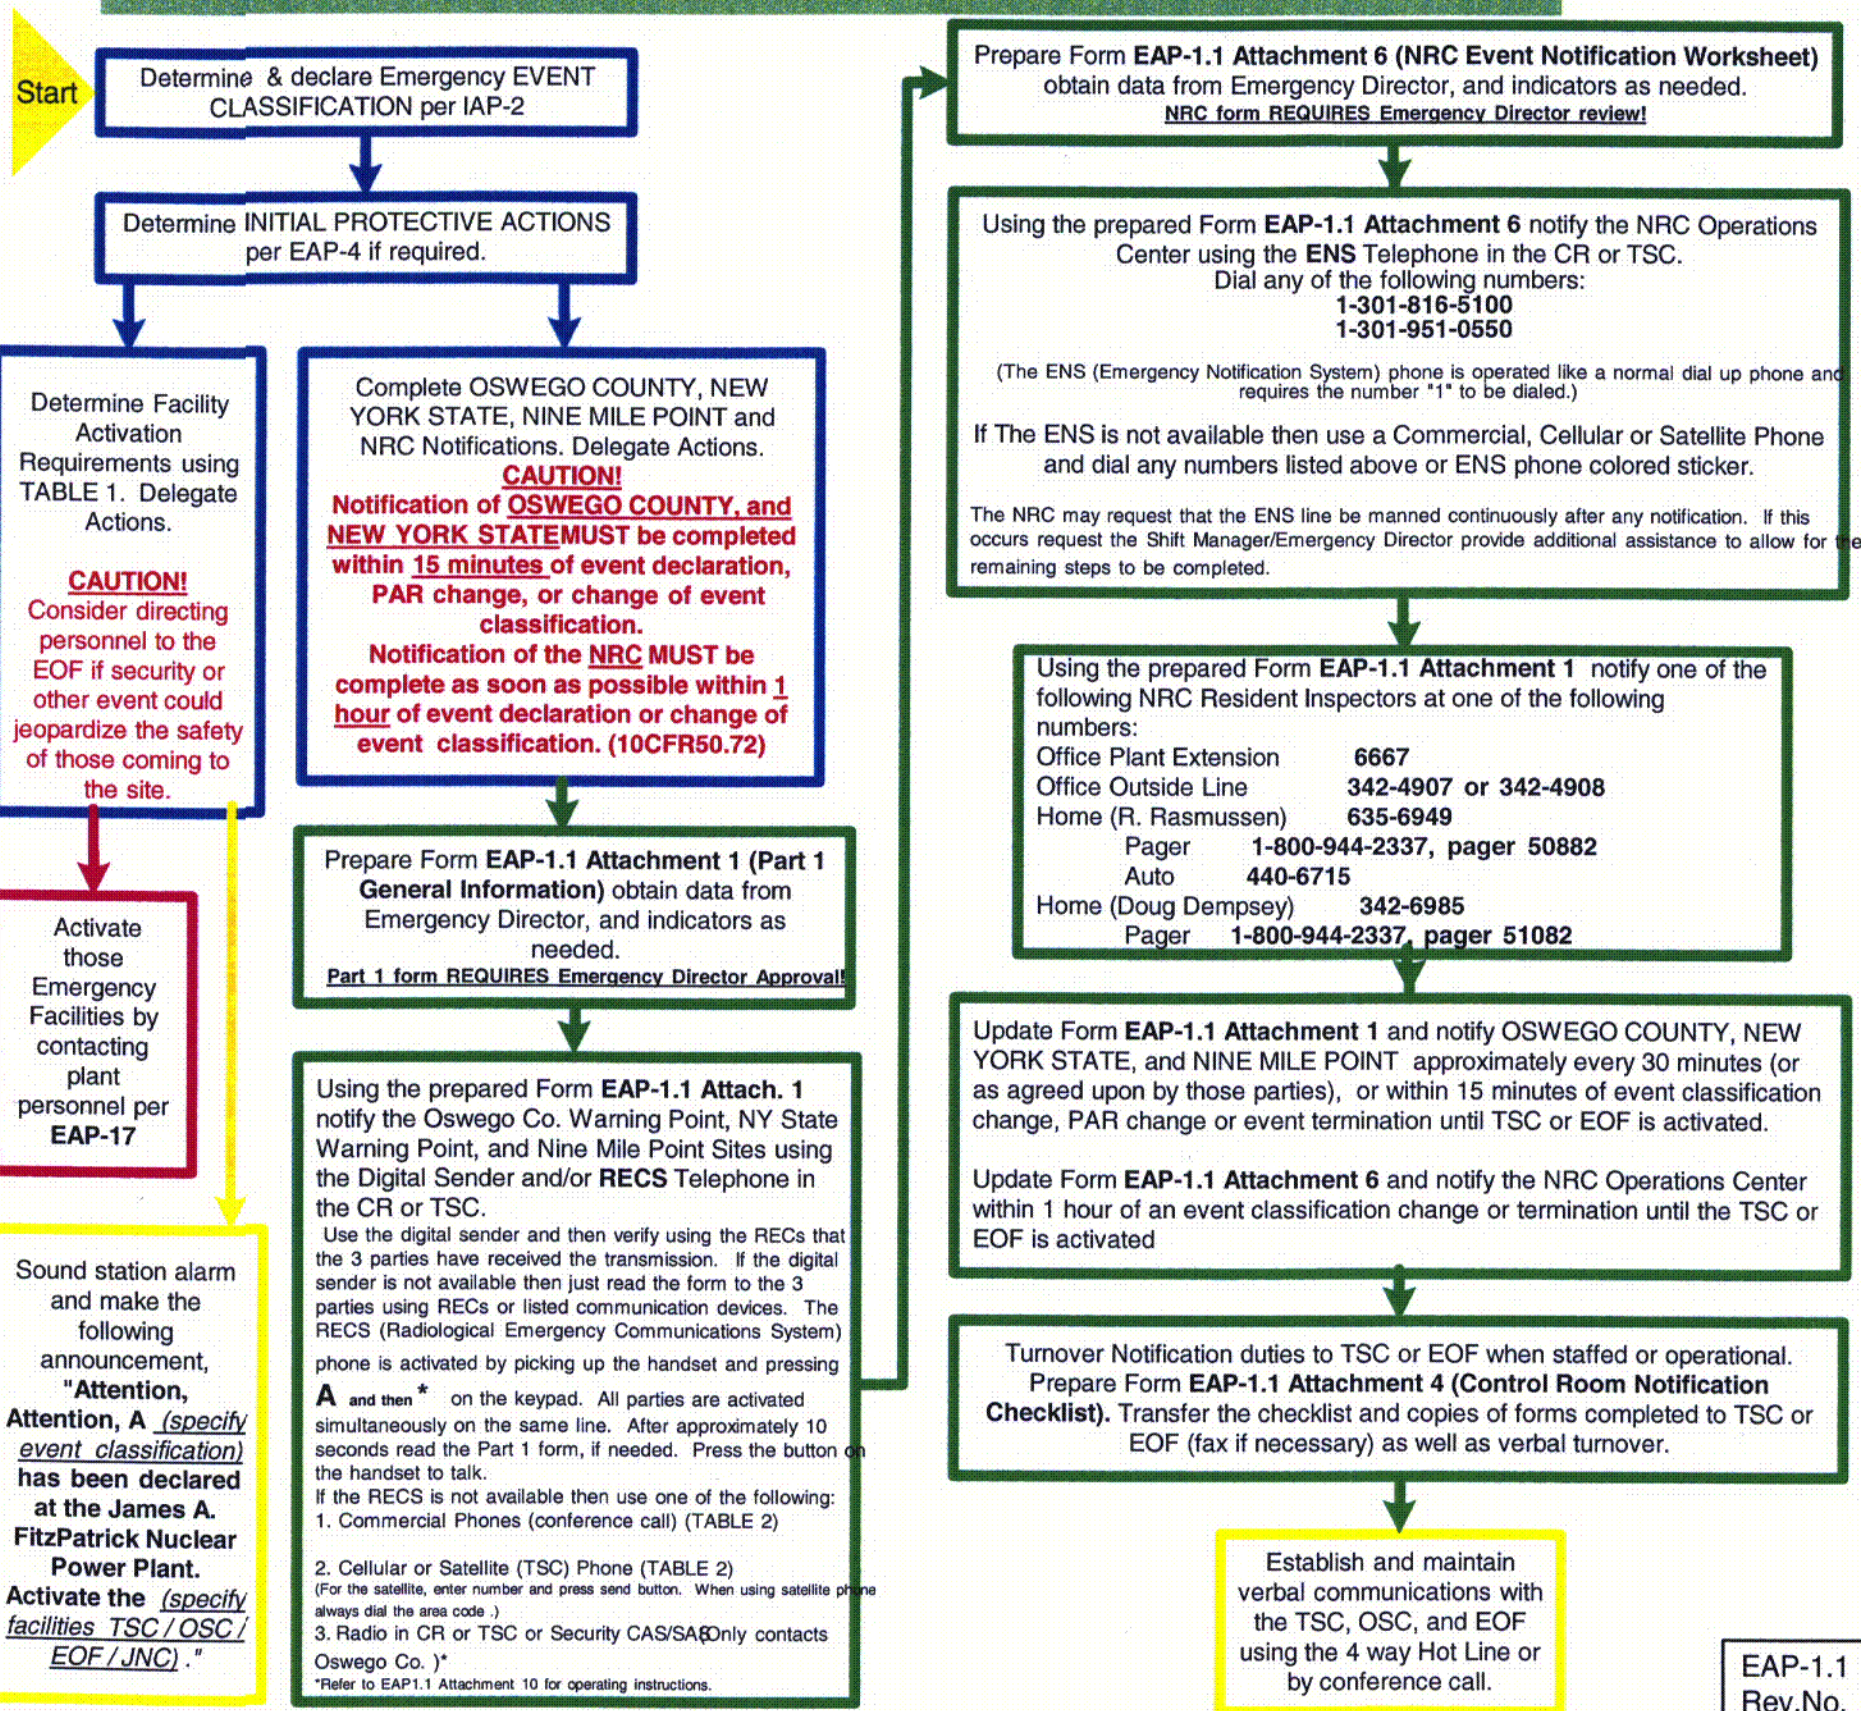 Start
Determine & declare Emergency EVENT
CLASSIFICATION per IAP-2
Determine INITIAL PROTECTIVE ACTIONS
per EAP-4 if required.
Determine Facility
Activation
Requirements using
TABLE 1. Delegate
Actions.
CAUTION!
Consider directing
personnel to the
EOF if security or
other event could
jeopardize the safety
of those coming to
the site.
Activate
those
Emergency
Facilities by
contacting
plant
personnel per
EAP-17
Sound station alarm
and make the
following
announcement,
"Attention,
Attention, A (specify
event classification)
has been declared
at the James A.
FitzPatrick Nuclear
Power Plant.
Activate the (specify
facilities TSC / OSC /
EOF / JNC) ."
Complete OSWEGO COUNTY, NEW
YORK STATE, NINE MILE POINT and
NRC Notifications. Delegate Actions.
CAUTION!
Notification of OSWEGO COUNTY, and
NEW YORK STATEMUST be completed
within 15 minutes of event declaration,
PAR change, or change of event
classification.
Notification of the NRC MUST be
complete as soon as possible within 1
hour of event declaration or change of
event classification. (10CFR50.72)
Prepare Form EAP-1.1 Attachment 1 (Part 1
General Information) obtain data from
Emergency Director, and indicators as
needed.
Part 1 form REQUIRES Emergency Director Approval!
Using the prepared Form EAP-1.1 Attach. 1
notify the Oswego Co. Warning Point, NY State
Warning Point, and Nine Mile Point Sites using
the Digital Sender and/or RECS Telephone in
the CR or TSC.
Use the digital sender and then verify using the RECs that
the 3 parties have received the transmission. If the digital
sender is not available then just read the form to the 3
parties using RECs or listed communication devices. The
RECS (Radiological Emergency Communications System)
phone is activated by picking up the handset and pressing
A and then * on the keypad. All parties are activated
simultaneously on the same line. After approximately 10
seconds read the Part 1 form, if needed. Press the button on
the handset to talk.
If the RECS is not available then use one of the following:
1. Commercial Phones (conference call) (TABLE 2)
2. Cellular or Satellite (TSC) Phone (TABLE 2)
(For the satellite, enter number and press send button. When using satellite phone
always dial the area code .)
3. Radio in CR or TSC or Security CAS/SAS(Only contacts
Oswego Co. )*
*Refer to EAP1.1 Attachment 10 for operating instructions.
Prepare Form EAP-1.1 Attachment 6 (NRC Event Notification Worksheet)
obtain data from Emergency Director, and indicators as needed.
NRC form REQUIRES Emergency Director review!
Using the prepared Form EAP-1.1 Attachment 6 notify the NRC Operations
Center using the ENS Telephone in the CR or TSC.
Dial any of the following numbers:
1-301-816-5100
1-301-951-0550
(The ENS (Emergency Notification System) phone is operated like a normal dial up phone and
requires the number "1" to be dialed.)
If The ENS is not available then use a Commercial, Cellular or Satellite Phone
and dial any numbers listed above or ENS phone colored sticker.
The NRC may request that the ENS line be manned continuously after any notification. If this
occurs request the Shift Manager/Emergency Director provide additional assistance to allow for the
remaining steps to be completed.
Using the prepared Form EAP-1.1 Attachment 1 notify one of the
following NRC Resident Inspectors at one of the following
numbers:
Office Plant Extension 6667
Office Outside Line 342-4907 or 342-4908
Home (R. Rasmussen) 635-6949
Pager 1-800-944-2337, pager 50882
Auto 440-6715
Home (Doug Dempsey) 342-6985
Pager 1-800-944-2337, pager 51082
Update Form EAP-1.1 Attachment 1 and notify OSWEGO COUNTY, NEW
YORK STATE, and NINE MILE POINT approximately every 30 minutes (or
as agreed upon by those parties), or within 15 minutes of event classification
change, PAR change or event termination until TSC or EOF is activated.
Update Form EAP-1.1 Attachment 6 and notify the NRC Operations Center
within 1 hour of an event classification change or termination until the TSC or
EOF is activated
Turnover Notification duties to TSC or EOF when staffed or operational.
Prepare Form EAP-1.1 Attachment 4 (Control Room Notification
Checklist). Transfer the checklist and copies of forms completed to TSC or
EOF (fax if necessary) as well as verbal turnover.
Establish and maintain
verbal communications with
the TSC, OSC, and EOF
using the 4 way Hot Line or
by conference call.
EAP-1.1
Rev.No.